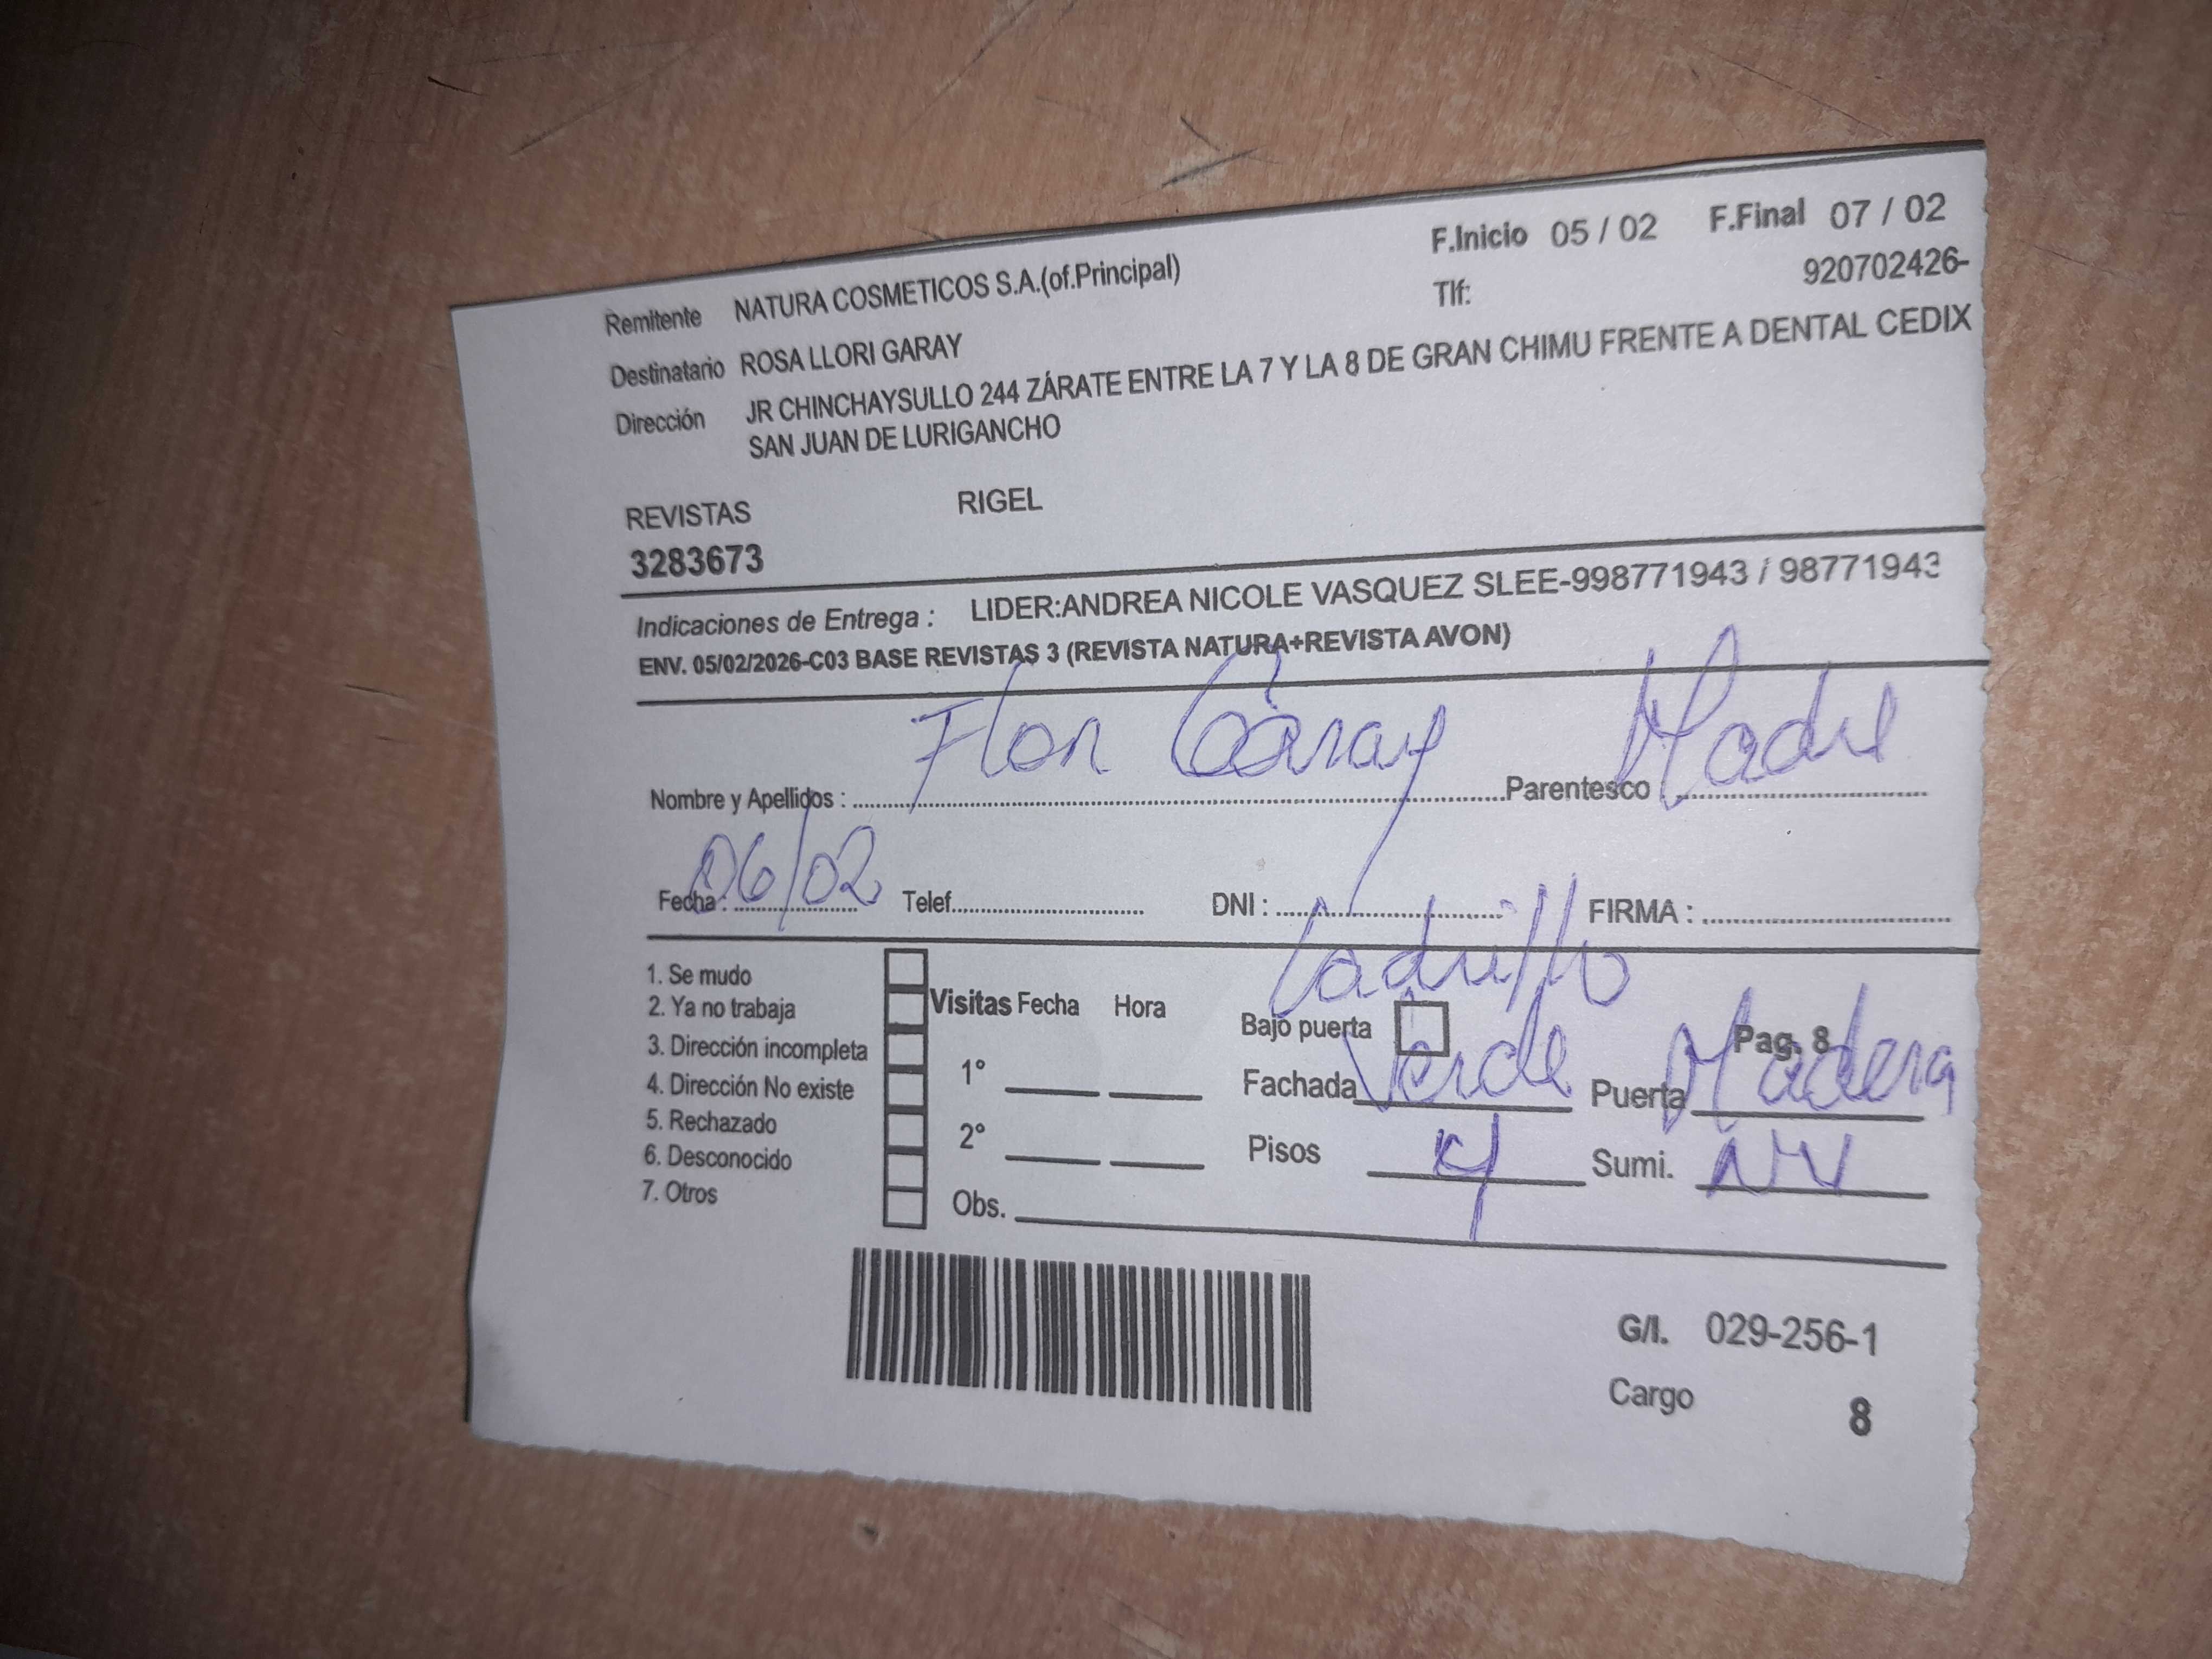 F.Inicio 05 / 02 F.Final 07 / 02
Remitente NATURA COSMETICOS S.A.(of.Principal) Tlf: 920702426-
Destinatario ROSA LLORI GARAY
Dirección JR CHINCHAYSULLO 244 ZÁRATE ENTRE LA 7 Y LA 8 DE GRAN CHIMU FRENTE A DENTAL CEDIX
SAN JUAN DE LURIGANCHO
REVISTAS RIGEL
3283673
Indicaciones de Entrega : LIDER:ANDREA NICOLE VASQUEZ SLEE-998771943 / 98771943
ENV. 05/02/2026-C03 BASE REVISTAS 3 (REVISTA NATURA+REVISTA AVON)
Nombre y Apellidos : Flor Garay Parentesco : Madre
Fecha : 06/02 Telef. DNI : FIRMA :
Ladrillo
1. Se mudo
2. Ya no trabaja Visitas Fecha Hora Bajo puerta Pag. 8
3. Dirección incompleta
4. Dirección No existe 1° Fachada Verde Puerta Madera
5. Rechazado
6. Desconocido 2° Pisos 4 Sumi. NV
7. Otros Obs.
G/I. 029-256-1
Cargo 8